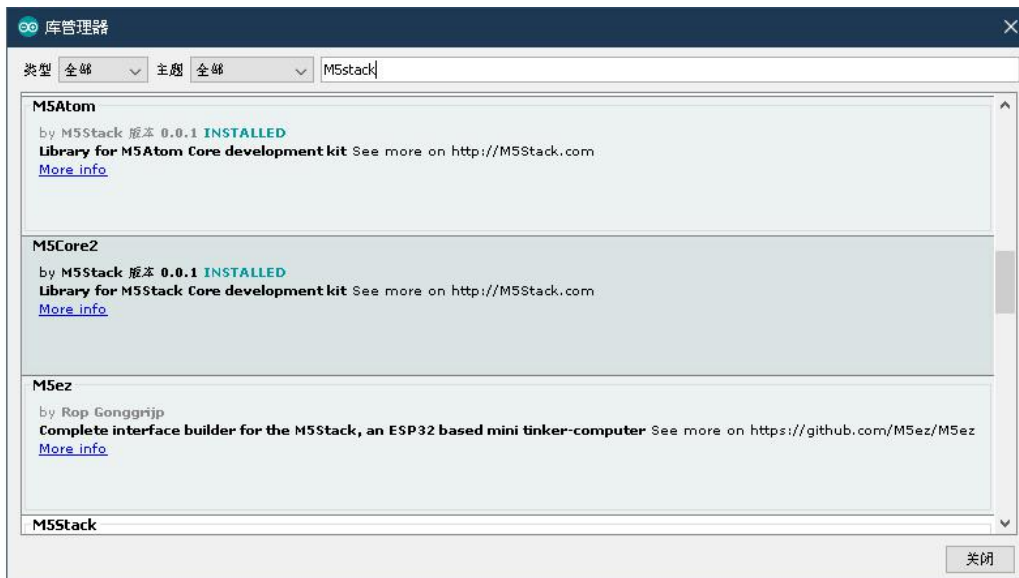 库管理器
类型 全部 主题 全部 M5stack
M5Atom
by M5Stack 版本 0.0.1 INSTALLED
Library for M5Atom Core development kit See more on http://M5Stack.com
More info
M5Core2
by M5Stack 版本 0.0.1 INSTALLED
Library for M5Stack Core development kit See more on http://M5Stack.com
More info
M5ez
by Rop Gonggrijp
Complete interface builder for the M5Stack, an ESP32 based mini tinker-computer See more on https://github.com/M5ez/M5ez
More info
M5Stack
关闭